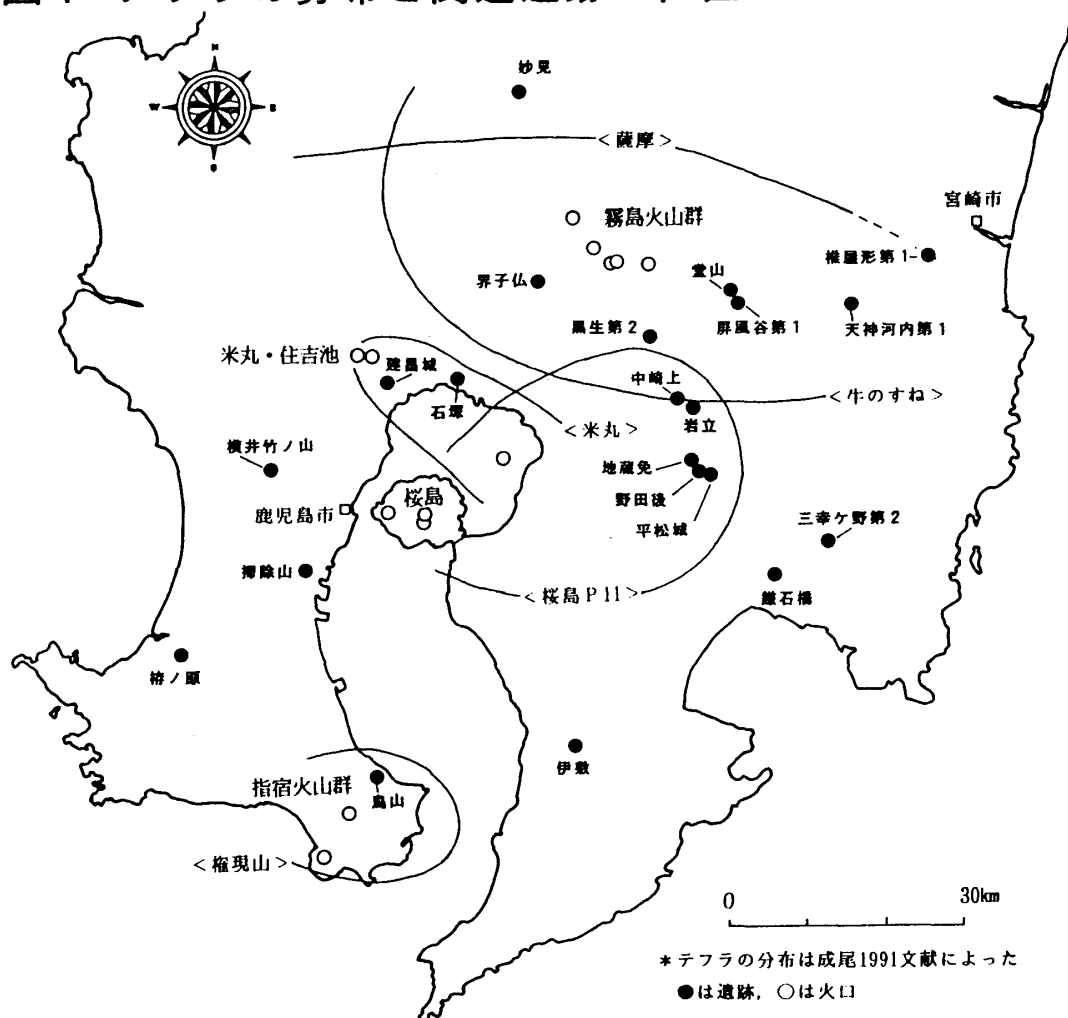 N
W
E
S
妙見
<薩摩>
宮崎市
霧島火山群
椎屋形第1
界子仏
堂山
屏風谷第1
天神河内第1
黒生第2
米丸・住吉池
建昌城
石塚
中崎上
<牛のすね>
岩立
<米丸>
横井竹ノ山
地蔵免
野田後
平松城
桜島
鹿児島市
三幸ケ野第2
掃除山
<桜島P11>
鎌石橋
栫ノ原
伊敷
指宿火山群
鳥山
<権現山>
0 30km
*テフラの分布は成尾1991文献によった
●は遺跡,○は火口